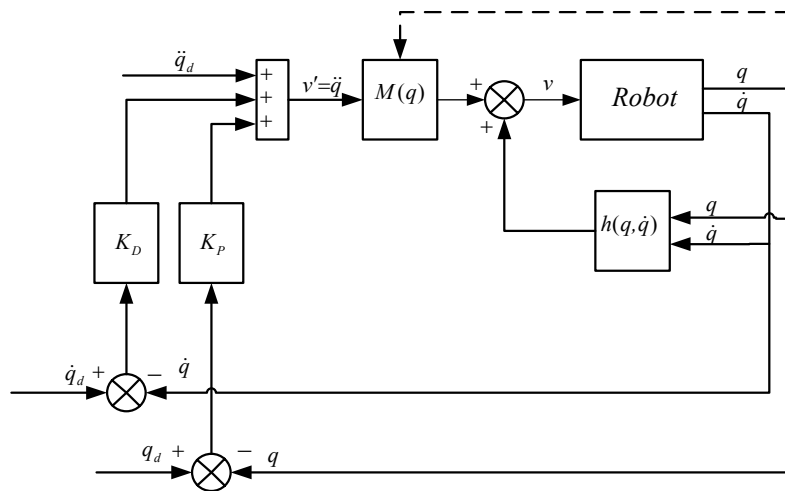 q̈_d
+
+
+
v'=q̈
M(q)
+
+
v
Robot
q
q̇
K_D
K_P
h(q,q̇)
q
q̇
q̇_d + − q̇
q_d + − q